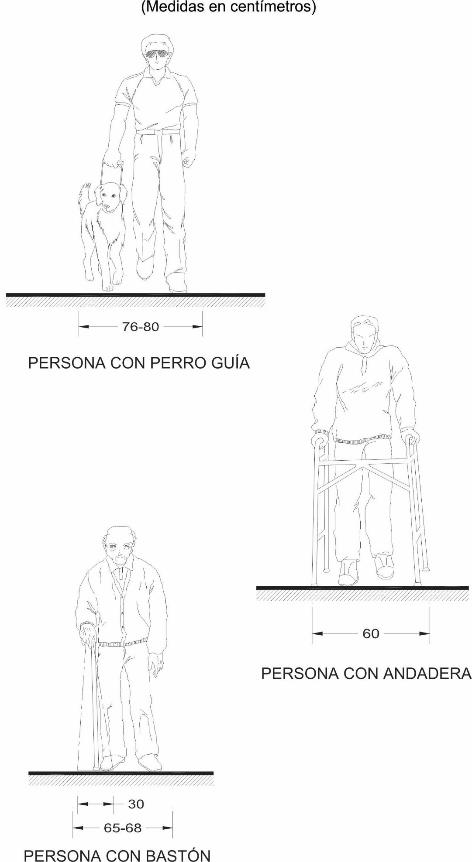 (Medidas en centímetros)
76-80
PERSONA CON PERRO GUÍA
60
PERSONA CON ANDADERA
30
65-68
PERSONA CON BASTÓN